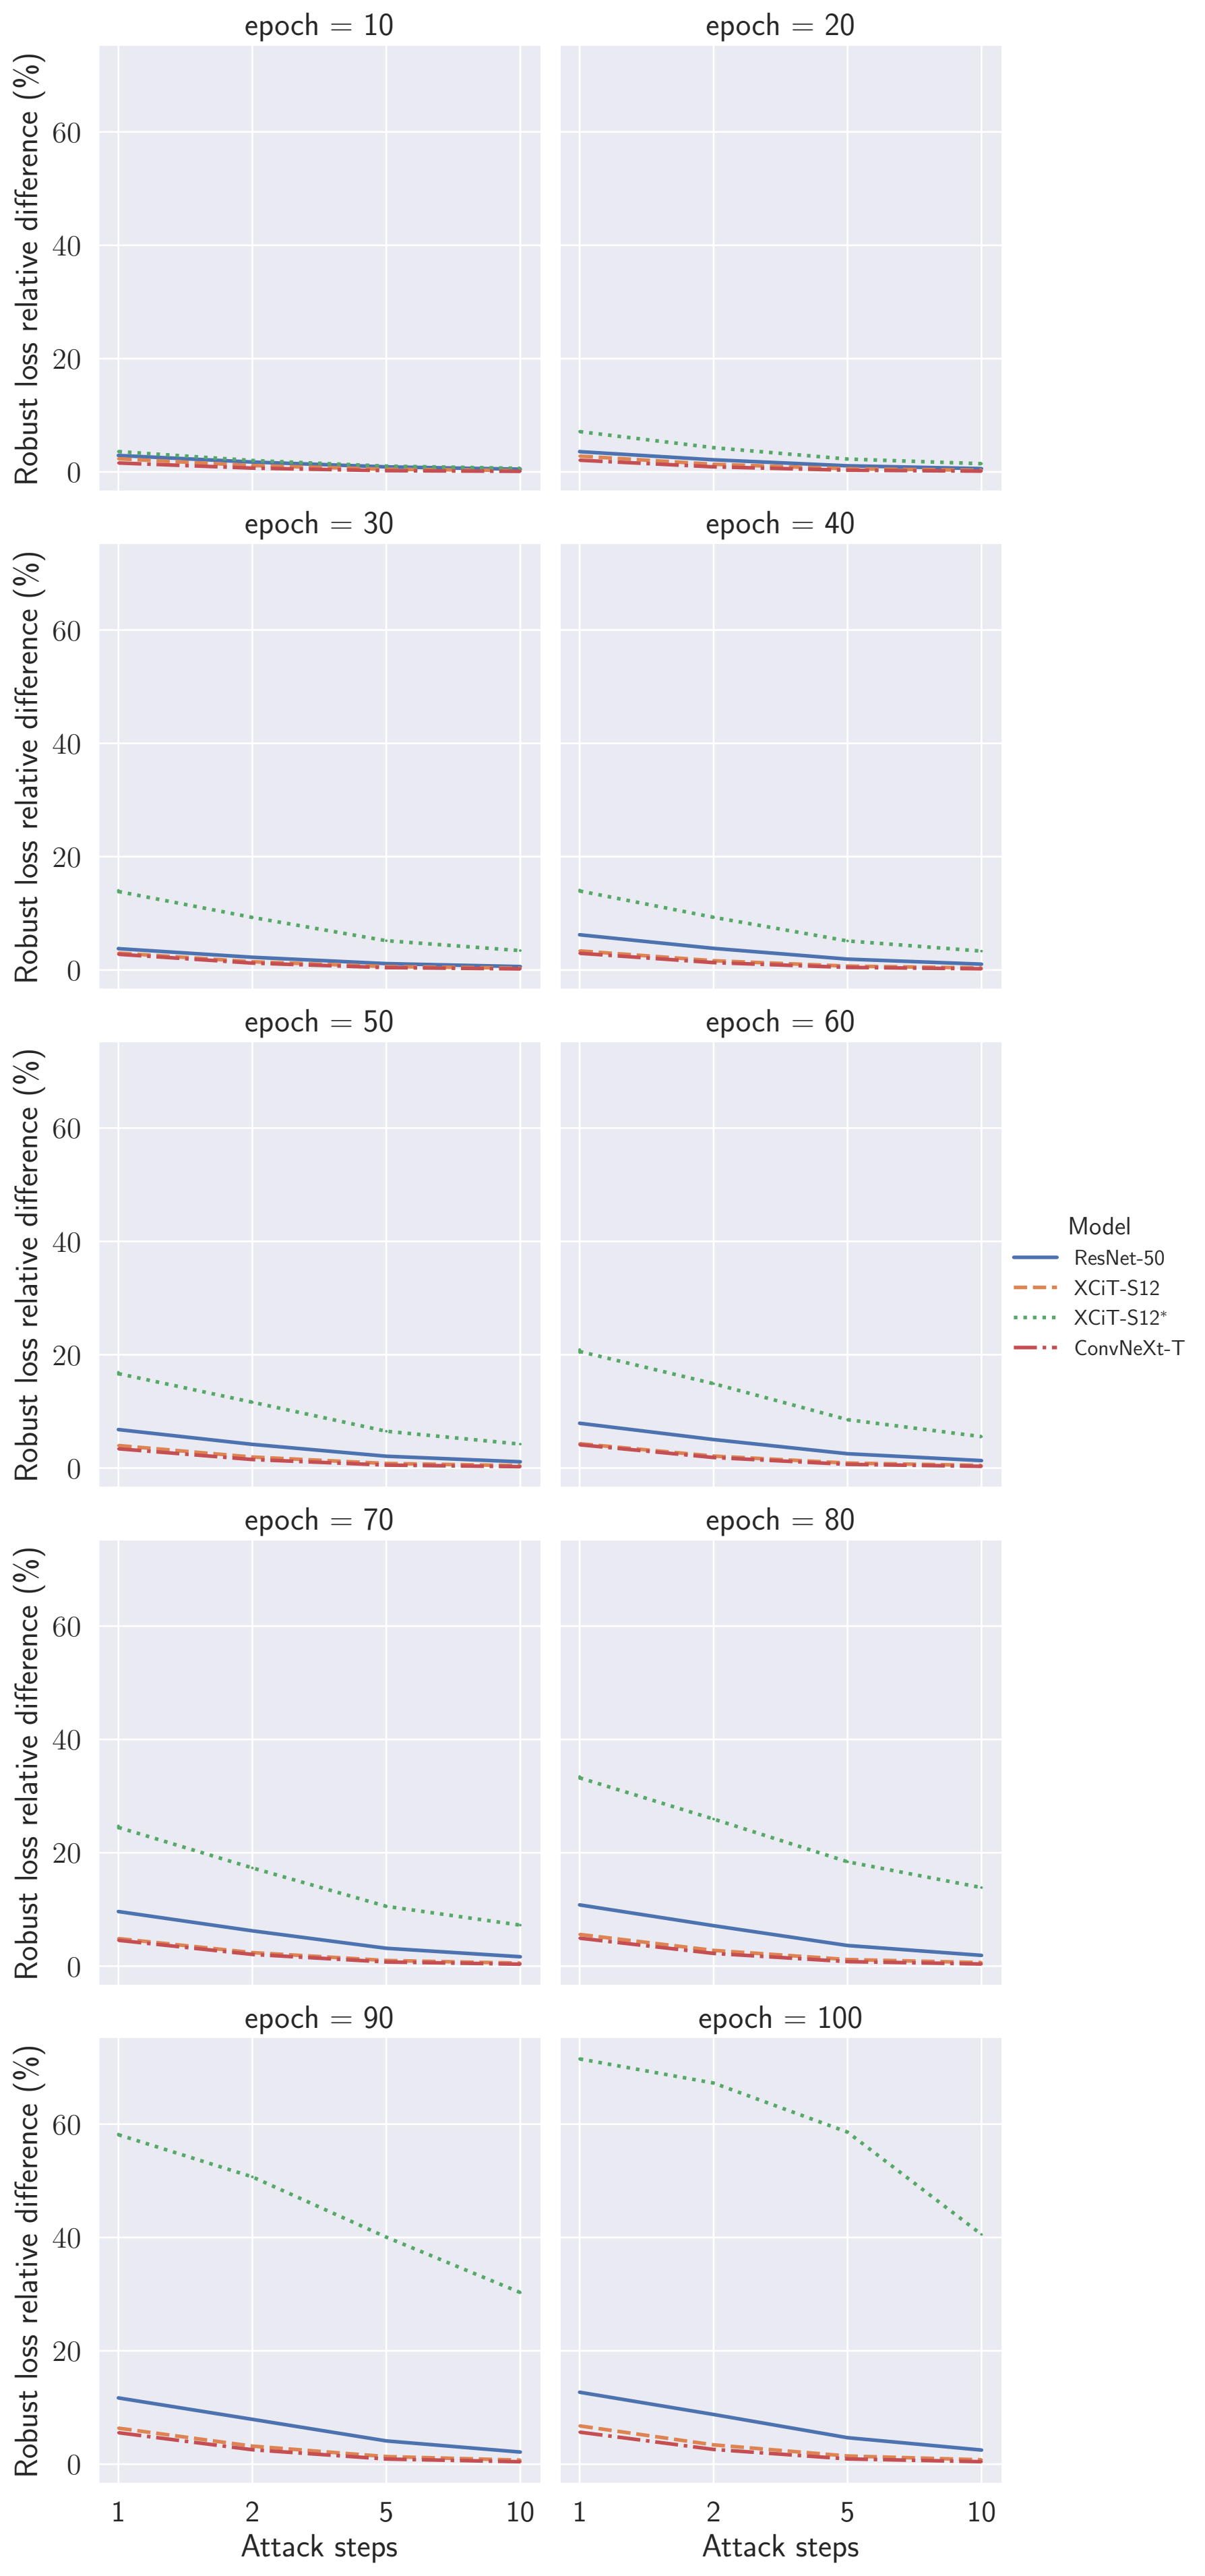 epoch = 10
epoch = 20
Robust loss relative difference (%)
60
40
20
0
epoch = 30
epoch = 40
Robust loss relative difference (%)
60
40
20
0
epoch = 50
epoch = 60
Robust loss relative difference (%)
60
40
20
0
Model
ResNet-50
XCiT-S12
XCiT-S12*
ConvNeXt-T
epoch = 70
epoch = 80
Robust loss relative difference (%)
60
40
20
0
epoch = 90
epoch = 100
Robust loss relative difference (%)
60
40
20
0
1 2 5 10
1 2 5 10
Attack steps
Attack steps